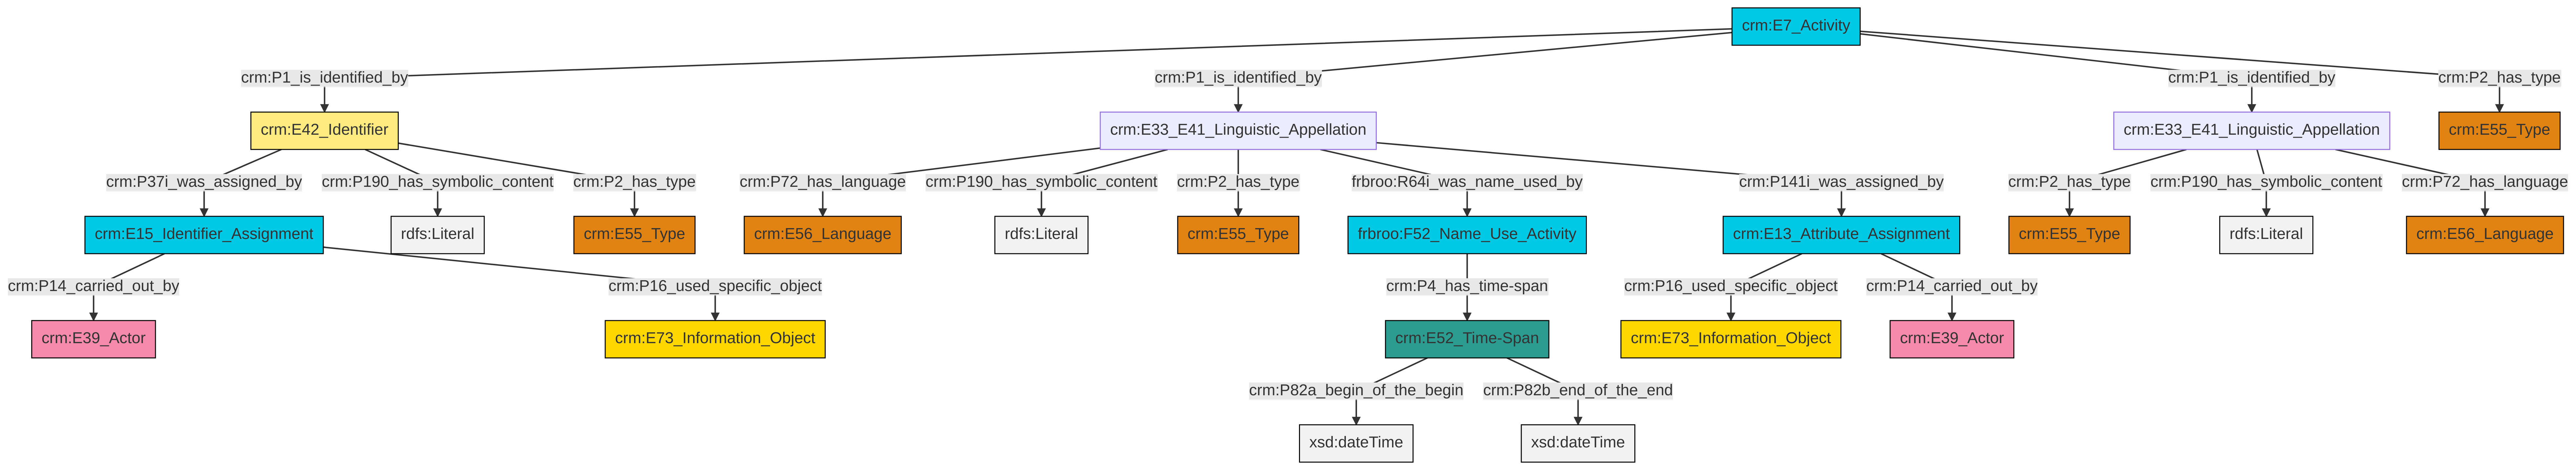 crm:E7_Activity
crm:P1_is_identified_by
crm:P1_is_identified_by
crm:P1_is_identified_by
crm:P2_has_type
crm:E42_Identifier
crm:E33_E41_Linguistic_Appellation
crm:E33_E41_Linguistic_Appellation
crm:E55_Type
crm:P37i_was_assigned_by
crm:P190_has_symbolic_content
crm:P2_has_type
crm:P72_has_language
crm:P190_has_symbolic_content
crm:P2_has_type
frbroo:R64i_was_name_used_by
crm:P141i_was_assigned_by
crm:P2_has_type
crm:P190_has_symbolic_content
crm:P72_has_language
crm:E15_Identifier_Assignment
rdfs:Literal
crm:E55_Type
crm:E56_Language
rdfs:Literal
crm:E55_Type
frbroo:F52_Name_Use_Activity
crm:E13_Attribute_Assignment
crm:E55_Type
rdfs:Literal
crm:E56_Language
crm:P14_carried_out_by
crm:P16_used_specific_object
crm:P4_has_time-span
crm:P16_used_specific_object
crm:P14_carried_out_by
crm:E39_Actor
crm:E73_Information_Object
crm:E52_Time-Span
crm:E73_Information_Object
crm:E39_Actor
crm:P82a_begin_of_the_begin
crm:P82b_end_of_the_end
xsd:dateTime
xsd:dateTime